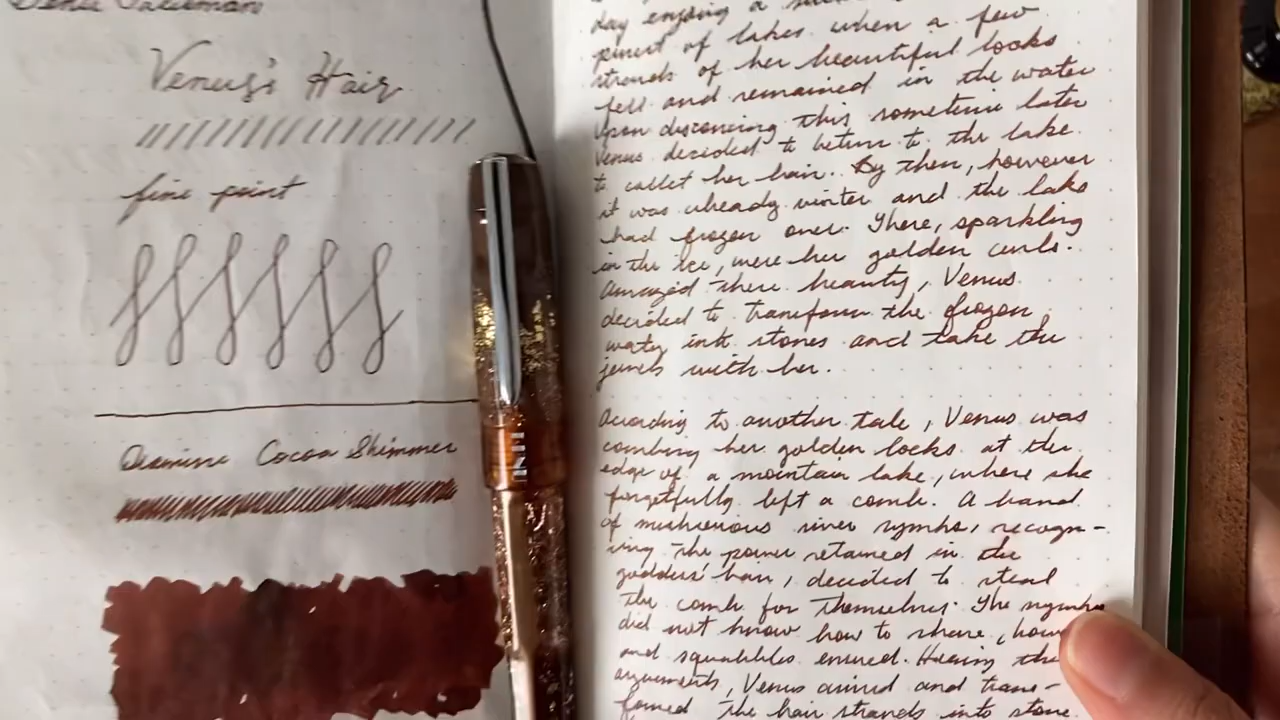 Venus's Hair
fine point
Diamine Cocoa Shimmer
BENU
day enjoying a
of lakes when a few
strands of her beautiful locks
fell and remained in the water
Upon discovering this sometime later
Venus decided to return to the lake
to collect her hair. By then, however
it was already winter and the lake
had frozen over. There, sparkling
in the ice, were her golden curls.
Amazed there beauty, Venus
decided to transform the frozen
water into stones and take the
jewels with her.
According to another tale, Venus was
combing her golden locks at the
edge of a mountain lake, where she
forgetfully left a comb. A band
of mischievous river nymphs, recogn-
izing the power retained in the
goddess' hair, decided to steal
the comb for themselves. The nymphs
did not know how to share,
and squabbles ensued. Hearing the
arguments, Venus arrived and trans-
formed the hair strands into stone.